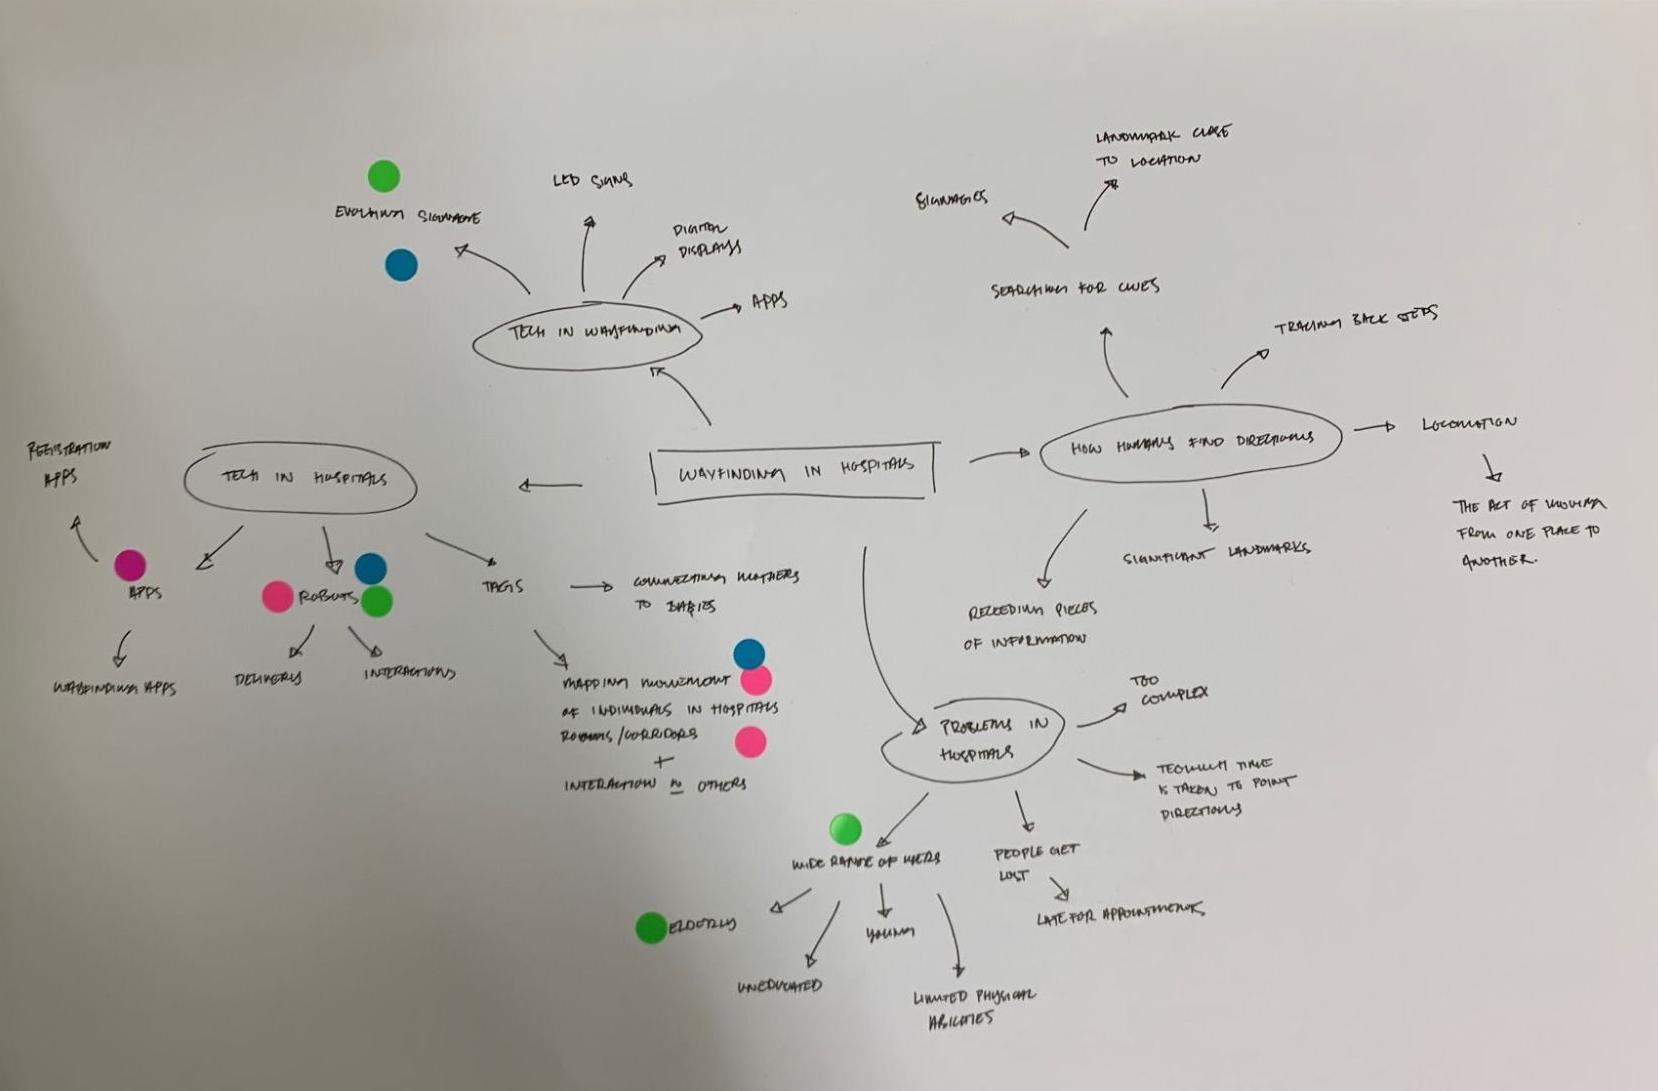 LANDMARK CLOSE
TO LOCATION
SIGNAGES
SEARCHING FOR CLUES
TRACING BACK STEPS
HOW HUMANS FIND DIRECTIONS
LOCOMOTION
THE ACT OF MOVING
FROM ONE PLACE TO
ANOTHER.
SIGNIFICANT LANDMARKS
PIECES
OF INFORMATION
LED SIGNS
EVOLVING SIGNAGE
DIGITAL
DISPLAYS
APPS
TECH IN WAYFINDING
WAYFINDING IN HOSPITALS
TECH IN HOSPITALS
REGISTRATION
APPS
APPS
WAYFINDING APPS
ROBOTS
DELIVERY
INTERACTIONS
TAGS
CONNECTING MOTHERS
TO BABIES
MAPPING MOVEMENT
OF INDIVIDUALS IN HOSPITALS
ROOMS/CORRIDORS
+
INTERACTION W OTHERS
PROBLEMS IN
HOSPITALS
TOO
COMPLEX
TIME
IS TAKEN TO POINT
DIRECTIONS
PEOPLE GET
LOST
LATE FOR APPOINTMENTS
WIDE RANGE OF USERS
ELDERLY
YOUNG
UNEDUCATED
LIMITED PHYSICAL
ABILITIES